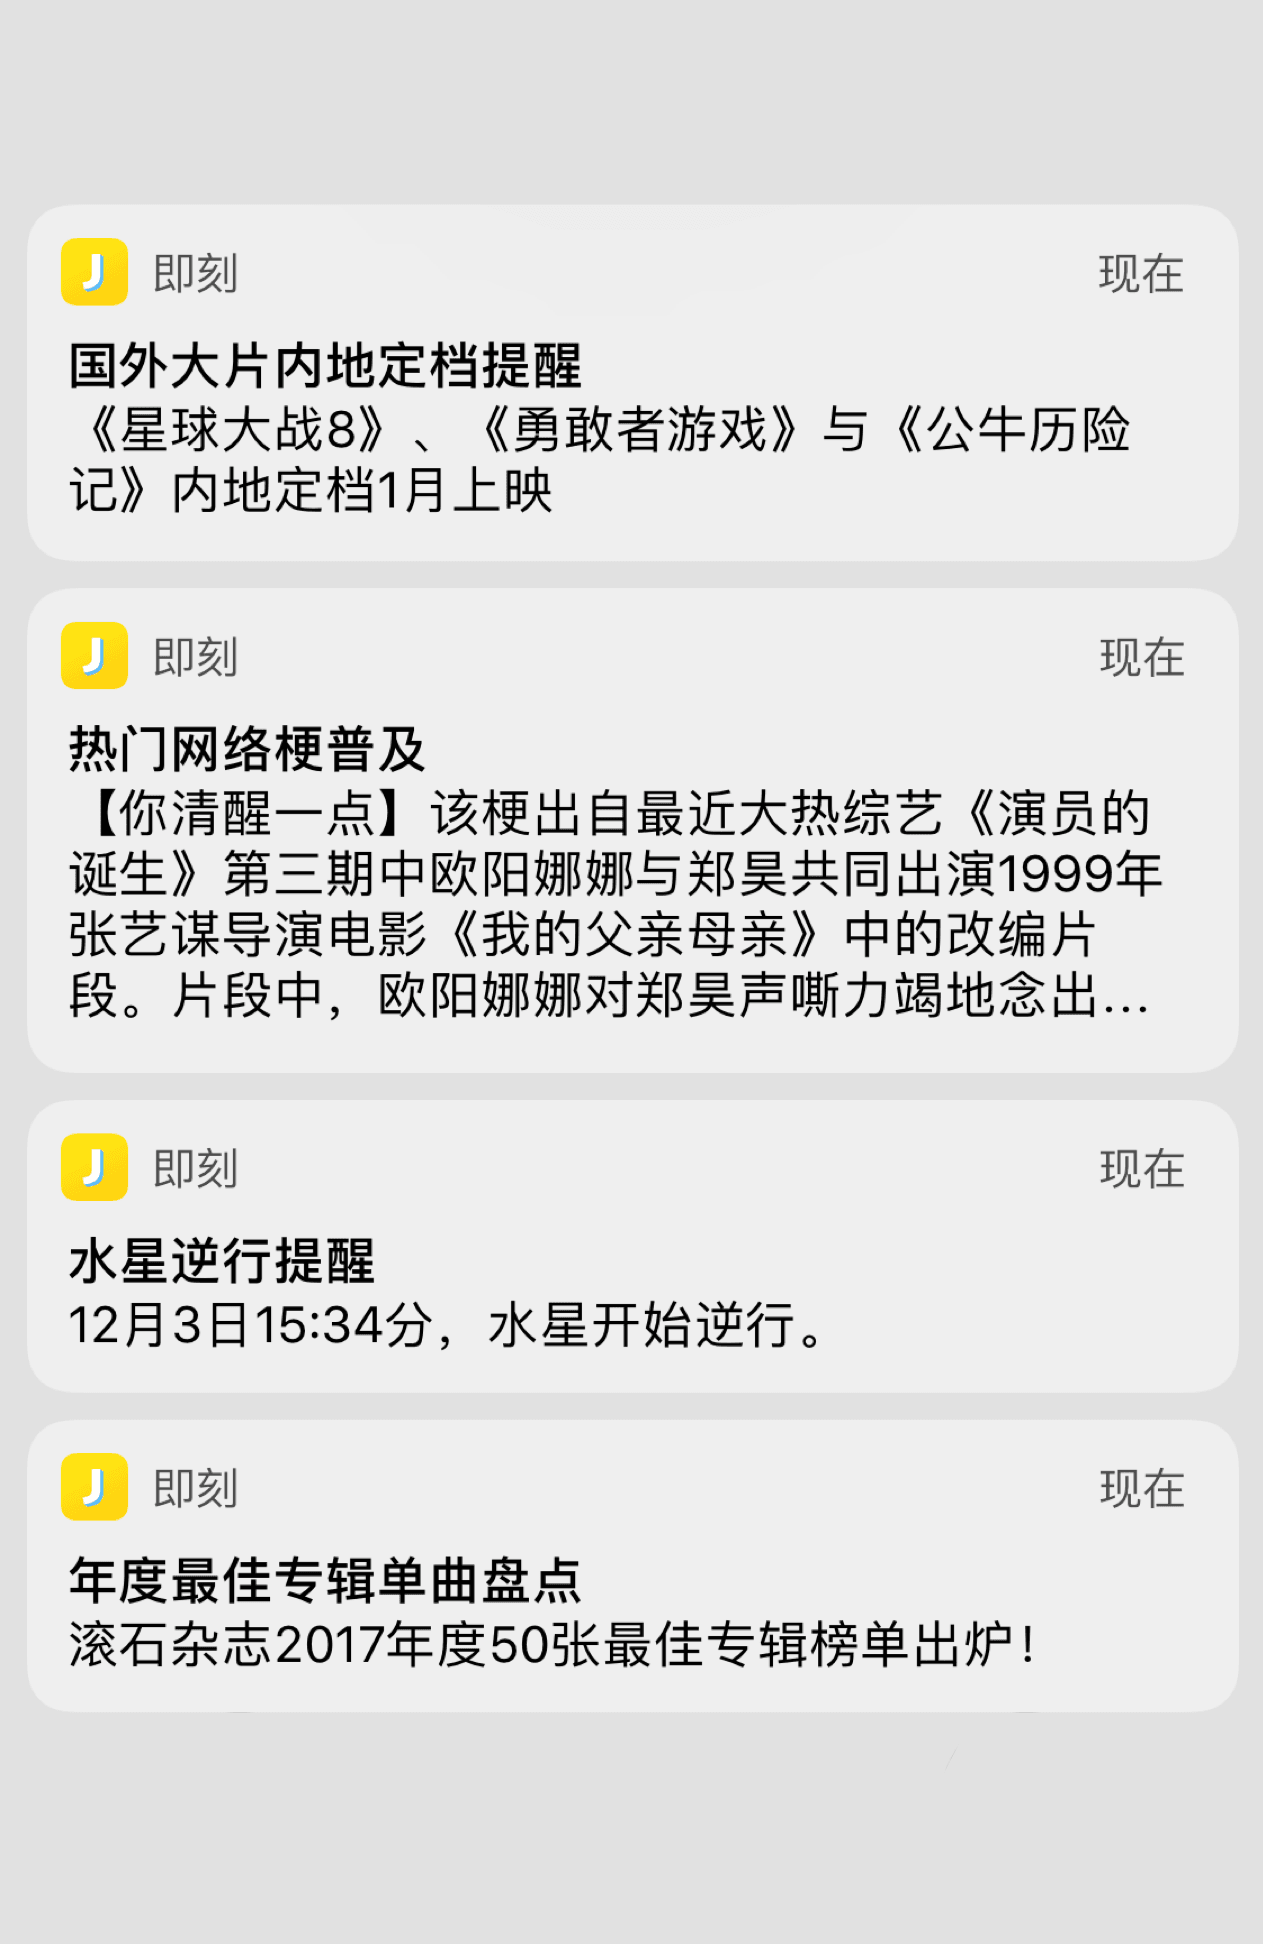 J 即刻 现在
国外大片内地定档提醒
《星球大战8》、《勇敢者游戏》与《公牛历险
记》内地定档1月上映
J 即刻 现在
热门网络梗普及
【你清醒一点】该梗出自最近大热综艺《演员的
诞生》第三期中欧阳娜娜与郑昊共同出演1999年
张艺谋导演电影《我的父亲母亲》中的改编片
段。片段中，欧阳娜娜对郑昊声嘶力竭地念出...
J 即刻 现在
水星逆行提醒
12月3日15:34分，水星开始逆行。
J 即刻 现在
年度最佳专辑单曲盘点
滚石杂志2017年度50张最佳专辑榜单出炉！